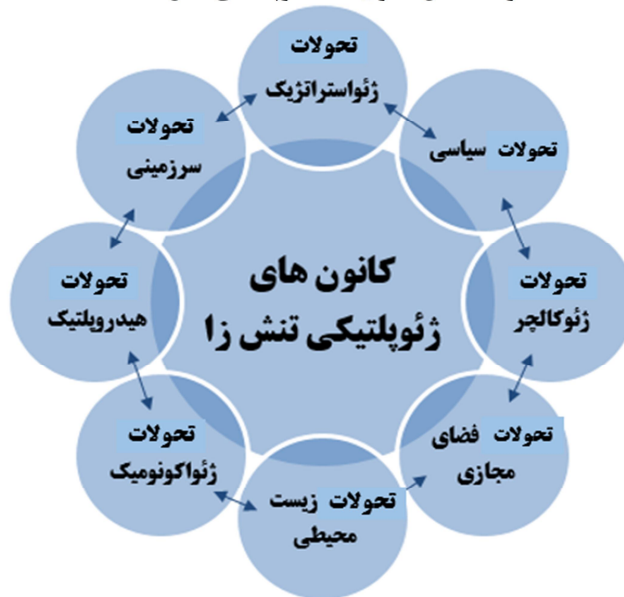 تحولات
ژئواستراتژیک
تحولات سیاسی
تحولات
ژئوکالچر
تحولات فضای
مجازی
تحولات زیست
محیطی
تحولات
ژئواکونومیک
تحولات
هیدروپلتیک
تحولات
سرزمینی
کانون های
ژئوپلتیکی تنش زا